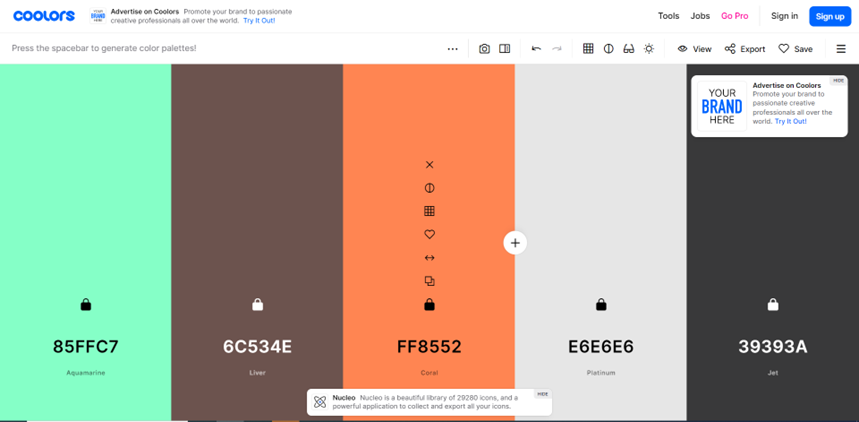 coolors
YOUR
BRAND
HERE
Advertise on Coolors Promote your brand to passionate
creative professionals all over the world. Try It Out!
Tools
Jobs
Go Pro
Sign in
Sign up
Press the spacebar to generate color palettes!
View
Export
Save
YOUR
BRAND
HERE
Advertise on Coolors
Promote your brand to
passionate creative
professionals all over the
world. Try It Out!
HIDE
85FFC7
Aquamarine
6C534E
Liver
FF8552
Coral
E6E6E6
Platinum
39393A
Jet
Nucleo Nucleo is a beautiful library of 29280 icons, and a
powerful application to collect and export all your icons.
HIDE